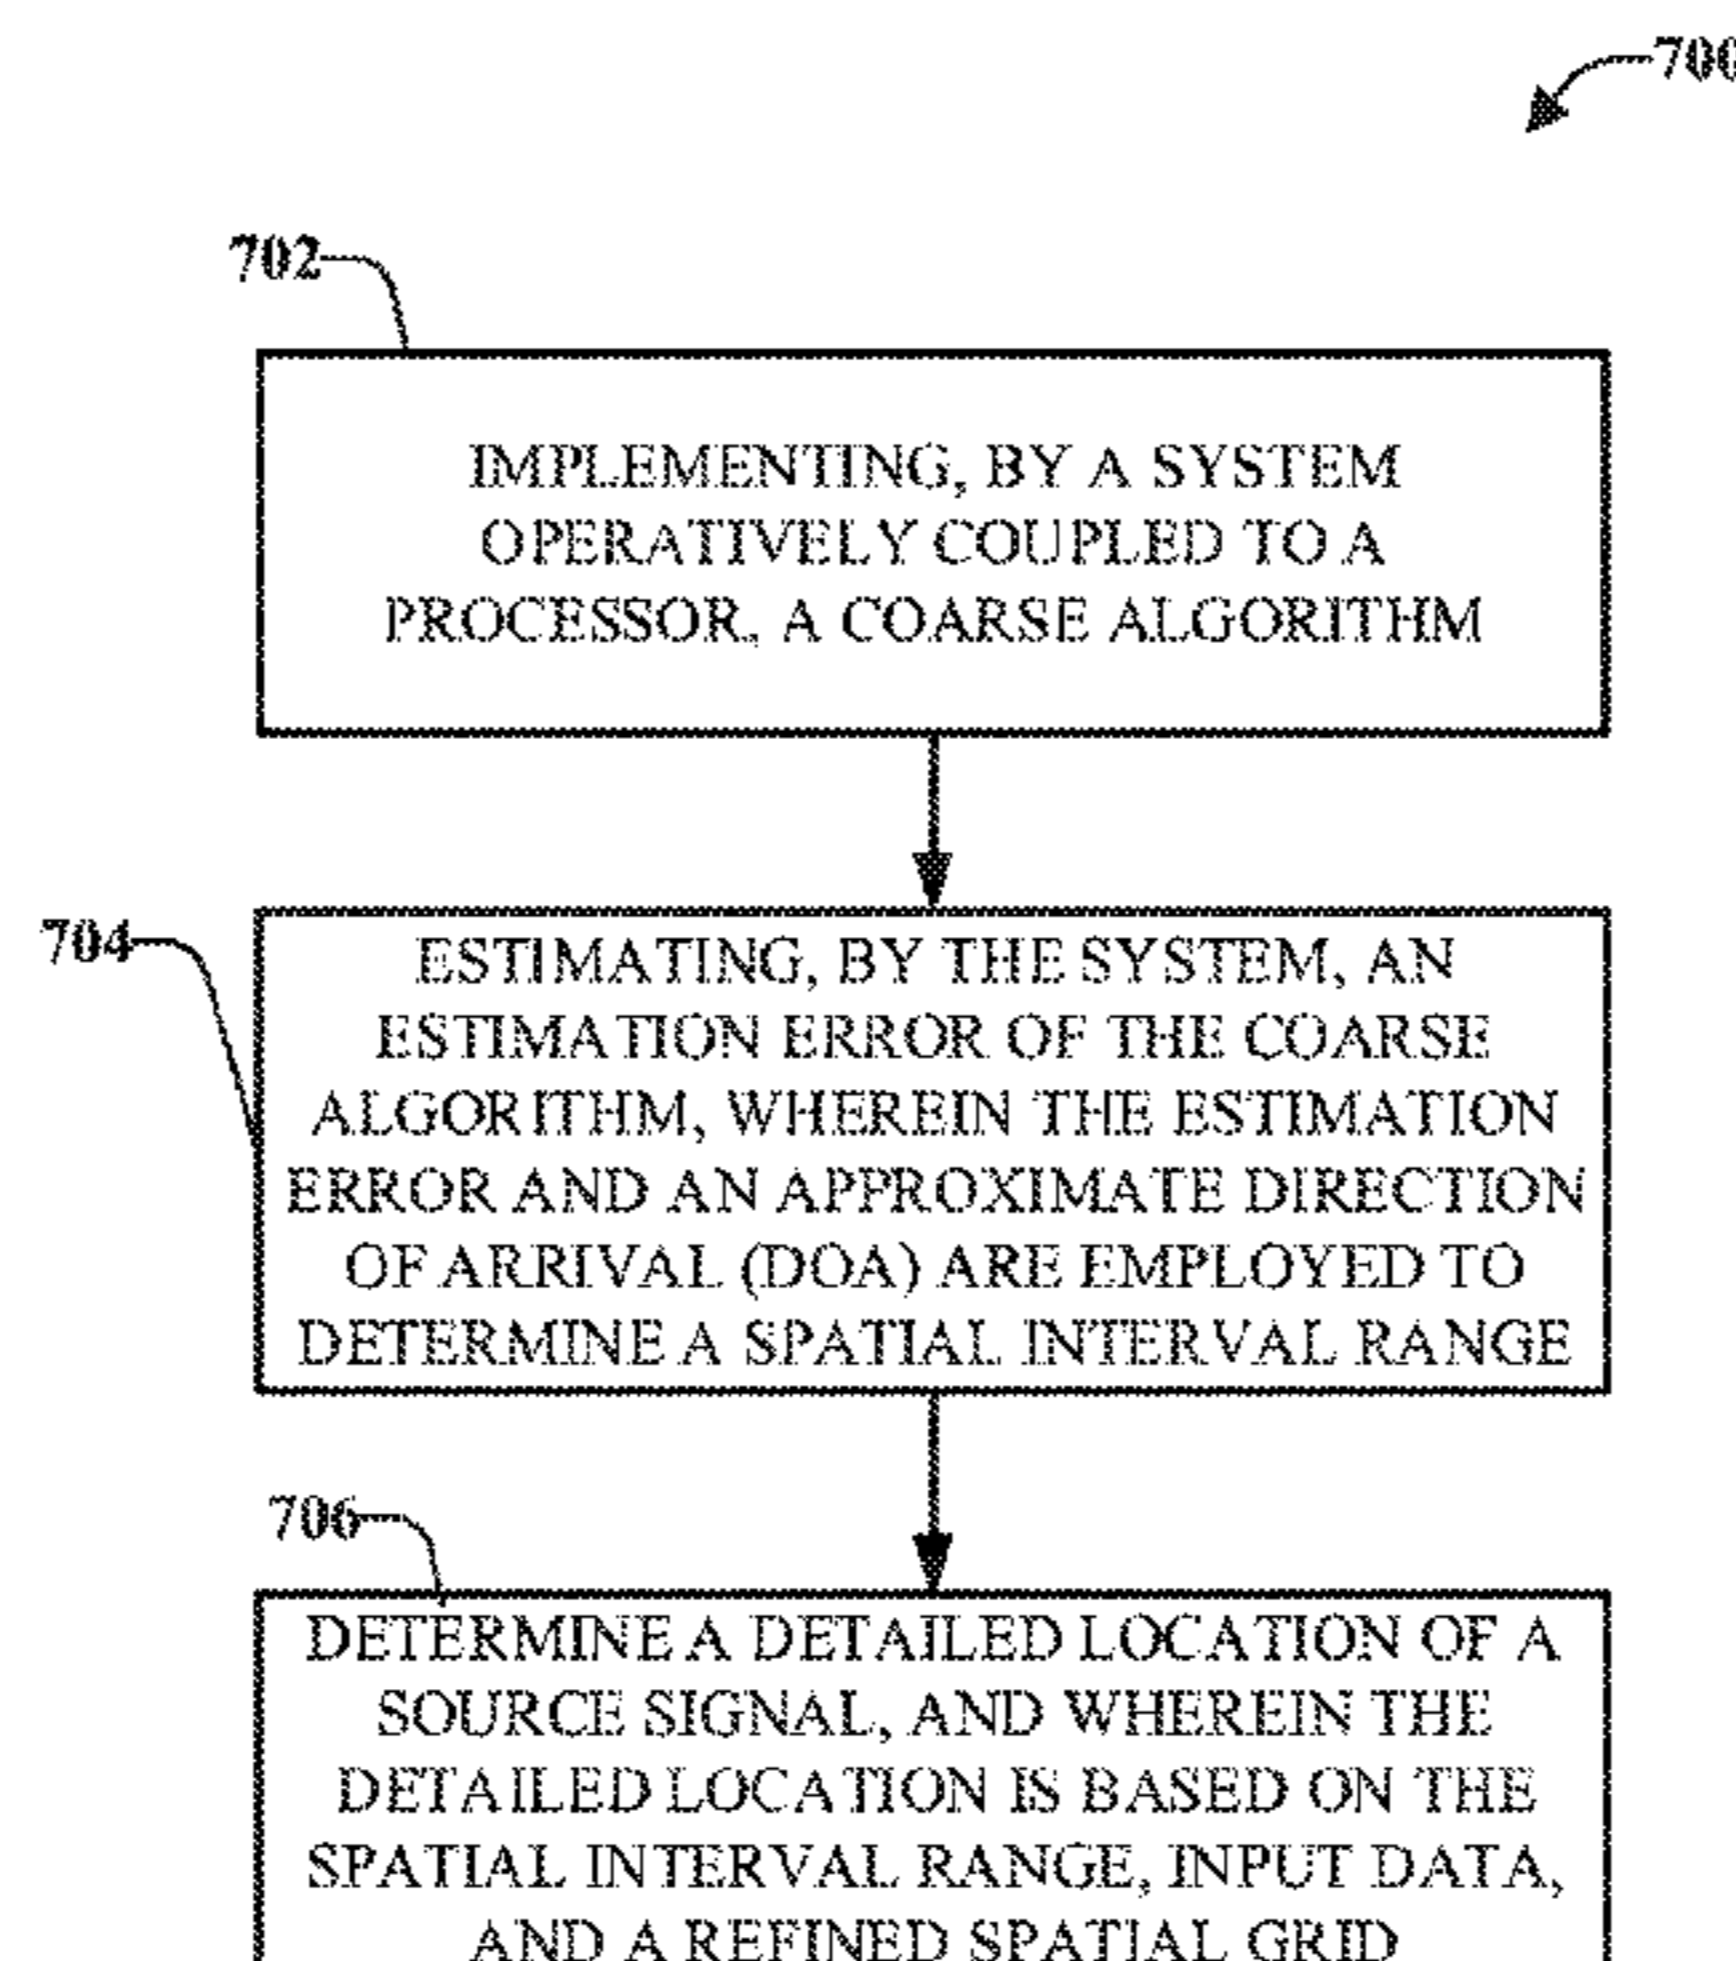 700
702
IMPLEMENTING, BY A SYSTEM
OPERATIVELY COUPLED TO A
PROCESSOR, A COARSE ALGORITHM
704
ESTIMATING, BY THE SYSTEM, AN
ESTIMATION ERROR OF THE COARSE
ALGORITHM, WHEREIN THE ESTIMATION
ERROR AND AN APPROXIMATE DIRECTION
OF ARRIVAL (DOA) ARE EMPLOYED TO
DETERMINE A SPATIAL INTERVAL RANGE
706
DETERMINE A DETAILED LOCATION OF A
SOURCE SIGNAL, AND WHEREIN THE
DETAILED LOCATION IS BASED ON THE
SPATIAL INTERVAL RANGE, INPUT DATA,
AND A REFINED SPATIAL GRID